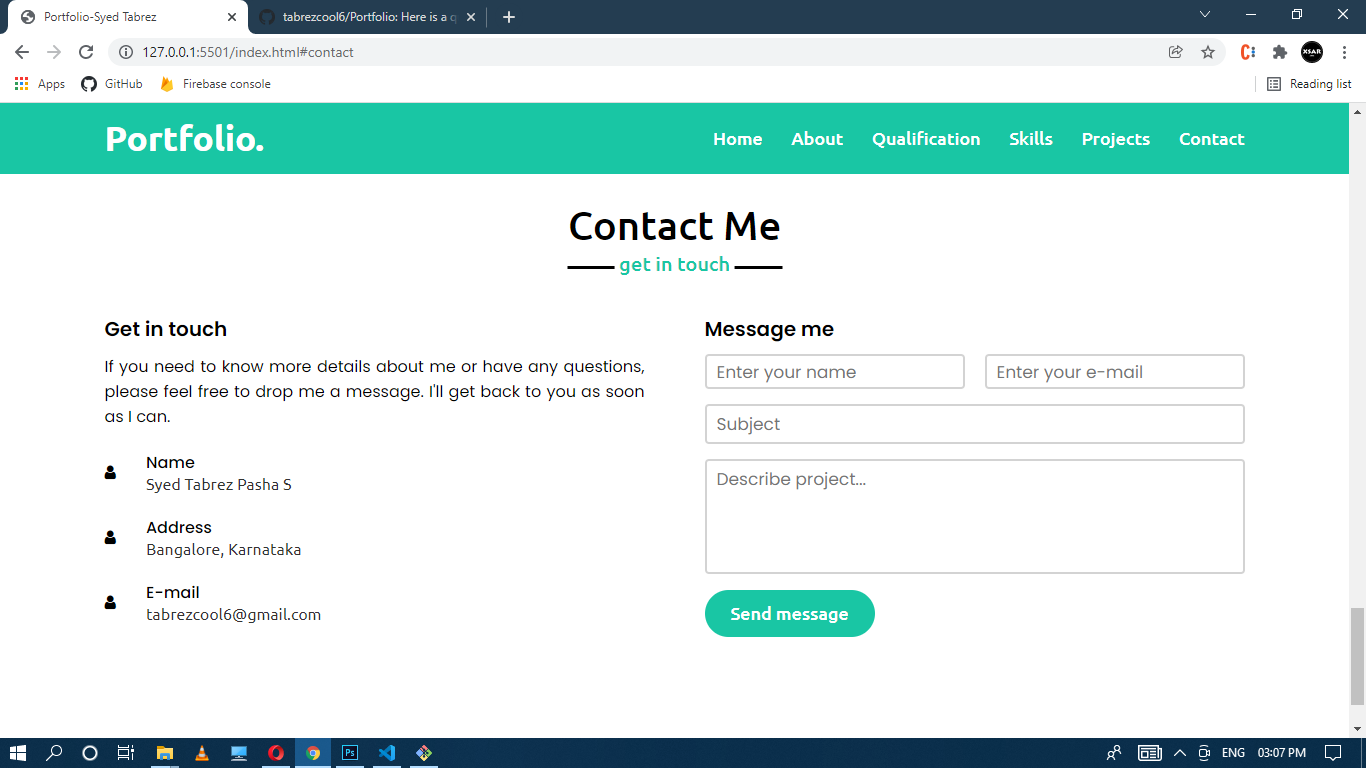 Portfolio-Syed Tabrez
tabrezcool6/Portfolio: Here is a q
127.0.0.1:5501/index.html#contact
XSAR
Apps
GitHub
Firebase console
Reading list
Portfolio.
Home
About
Qualification
Skills
Projects
Contact
Contact Me
get in touch
Get in touch
If you need to know more details about me or have any questions,
please feel free to drop me a message. I'll get back to you as soon
as I can.
Name
Syed Tabrez Pasha S
Address
Bangalore, Karnataka
E-mail
tabrezcool6@gmail.com
Message me
Enter your name
Enter your e-mail
Subject
Describe project...
Send message
Ps
ENG
03:07 PM